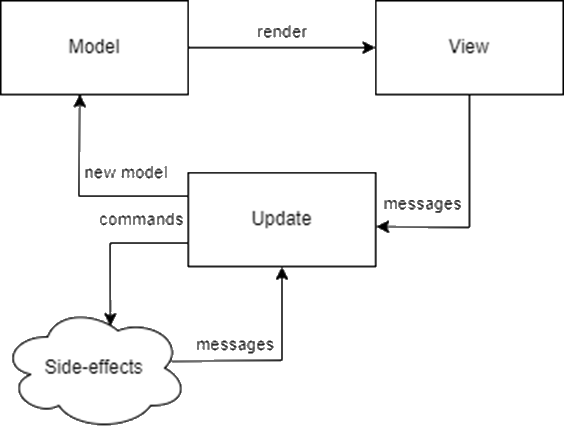 Model
render
View
new model
messages
commands
Update
messages
Side-effects